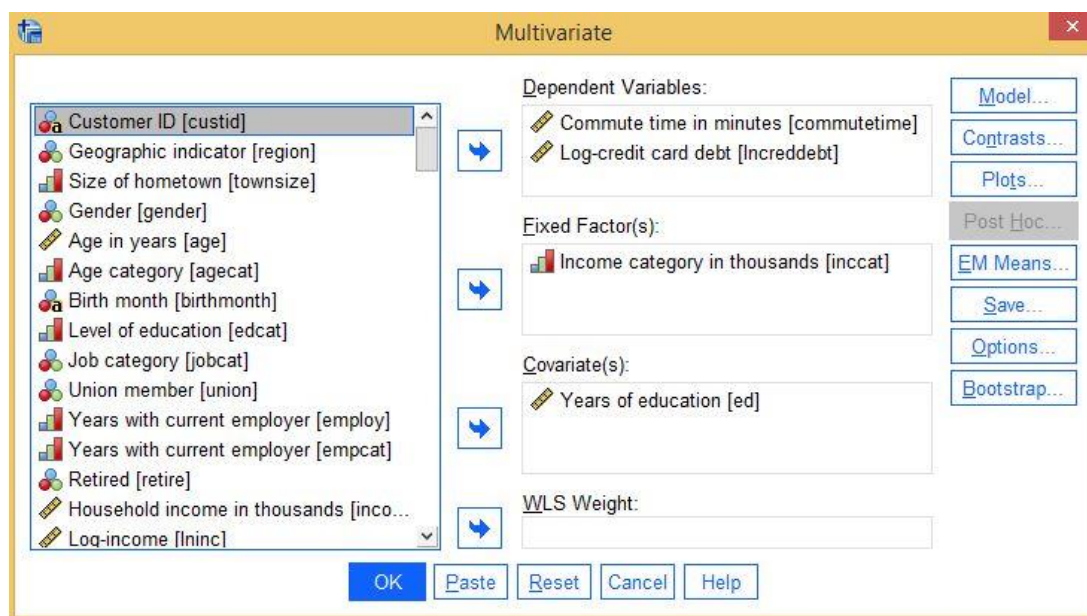 Multivariate
Customer ID [custid]
Geographic indicator [region]
Size of hometown [townsize]
Gender [gender]
Age in years [age]
Age category [agecat]
Birth month [birthmonth]
Level of education [edcat]
Job category [jobcat]
Union member [union]
Years with current employer [employ]
Years with current employer [empcat]
Retired [retire]
Household income in thousands [inco...
Log-income [lninc]
Dependent Variables:
Commute time in minutes [commutetime]
Log-credit card debt [lncreddebt]
Fixed Factor(s):
Income category in thousands [inccat]
Covariate(s):
Years of education [ed]
WLS Weight:
Model...
Contrasts...
Plots...
Post Hoc...
EM Means...
Save...
Options...
Bootstrap...
OK
Paste
Reset
Cancel
Help